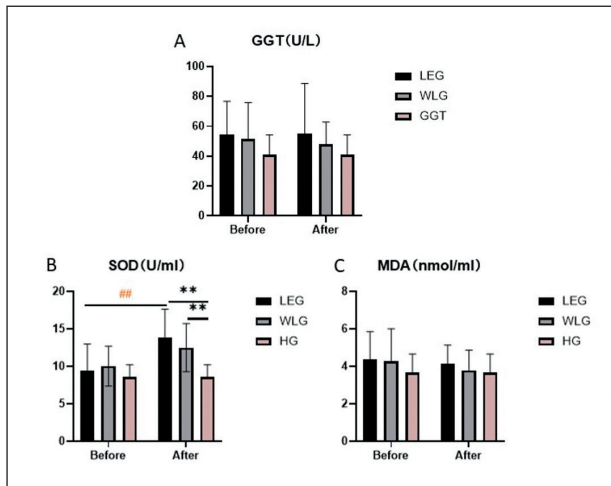 A
GGT(U/L)
100
80
60
40
20
0
Before
After
LEG
WLG
GGT
B
SOD(U/ml)
20
15
10
5
0
##
**
**
Before
After
LEG
WLG
HG
C
MDA(nmol/ml)
8
6
4
2
0
Before
After
LEG
WLG
HG